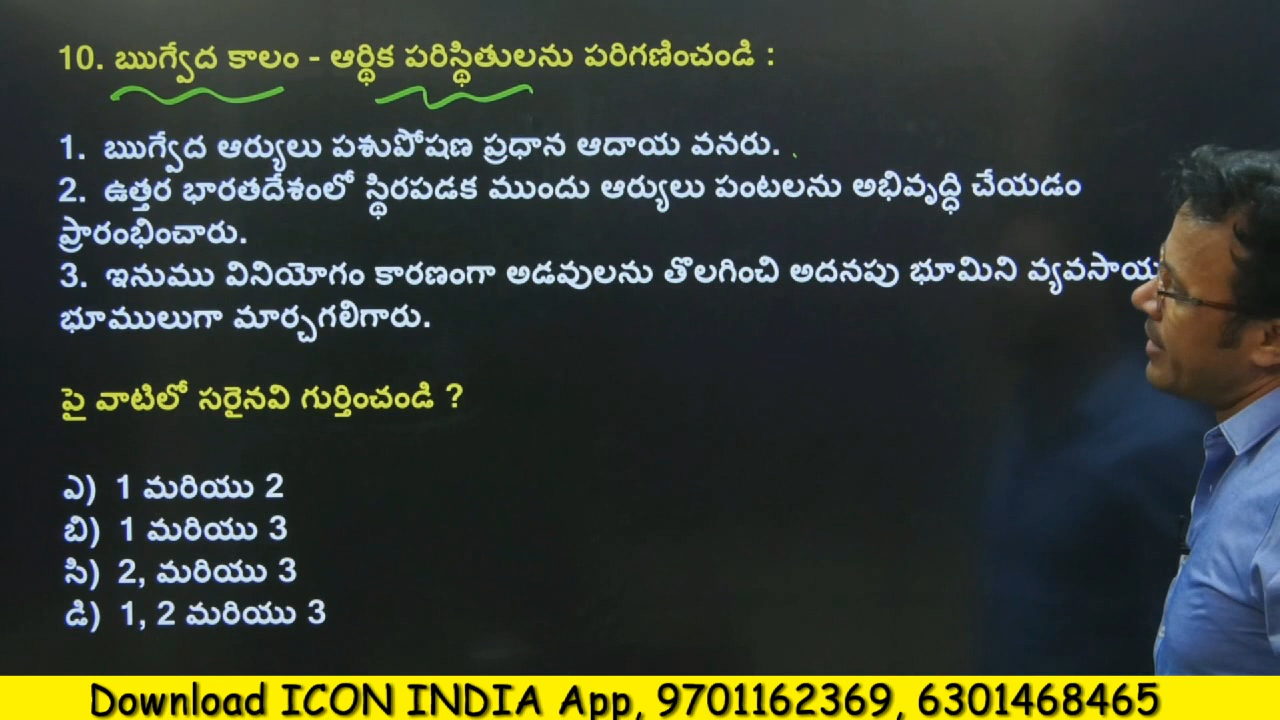 10. ఋగ్వేద కాలం - ఆర్థిక పరిస్థితులను పరిగణించండి :
1. ఋగ్వేద ఆర్యులు పశుపోషణ ప్రధాన ఆదాయ వనరు.
2. ఉత్తర భారతదేశంలో స్థిరపడక ముందు ఆర్యులు పంటలను అభివృద్ధి చేయడం
ప్రారంభించారు.
3. ఇనుము వినియోగం కారణంగా అడవులను తొలగించి అదనపు భూమిని వ్యవసాయ
భూములుగా మార్చగలిగారు.
పై వాటిలో సరైనవి గుర్తించండి ?
ఎ) 1 మరియు 2
బి) 1 మరియు 3
సి) 2, మరియు 3
డి) 1, 2 మరియు 3
Download ICON INDIA App, 9701162369, 6301468465